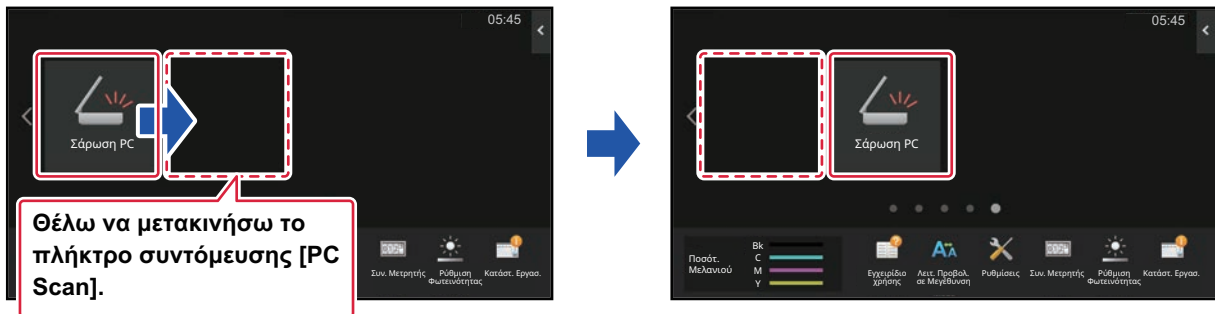 05:45
Σάρωση PC
Θέλω να μετακινήσω το
πλήκτρο συντόμευσης [PC
Scan].
Συν. Μετρητής
Ρύθμιση
Φωτεινότητας
Κατάστ. Εργασ.
05:45
Σάρωση PC
Ποσότ.
Μελανιού
Bk
C
M
Y
Εγχειρίδιο
χρήσης
Λειτ. Προβολ.
σε Μεγέθυνση
Ρυθμίσεις
Συν. Μετρητής
Ρύθμιση
Φωτεινότητας
Κατάστ. Εργασ.